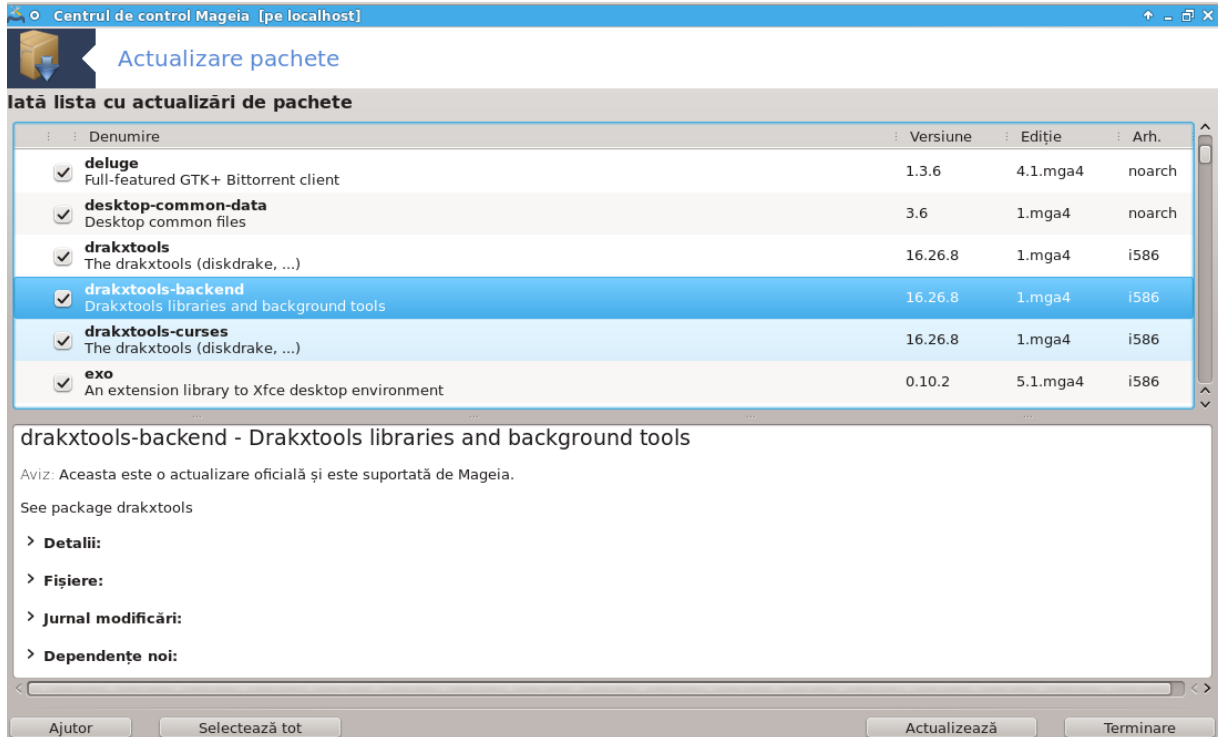 Centrul de control Mageia [pe localhost]
Actualizare pachete
Iată lista cu actualizări de pachete
Denumire Versiune Ediție Arh.
deluge
Full-featured GTK+ Bittorrent client 1.3.6 4.1.mga4 noarch
desktop-common-data
Desktop common files 3.6 1.mga4 noarch
drakxtools
The drakxtools (diskdrake, ...) 16.26.8 1.mga4 i586
drakxtools-backend
Drakxtools libraries and background tools 16.26.8 1.mga4 i586
drakxtools-curses
The drakxtools (diskdrake, ...) 16.26.8 1.mga4 i586
exo
An extension library to Xfce desktop environment 0.10.2 5.1.mga4 i586
drakxtools-backend - Drakxtools libraries and background tools
Aviz: Aceasta este o actualizare oficială și este suportată de Mageia.
See package drakxtools
Detalii:
Fișiere:
Jurnal modificări:
Dependențe noi:
Ajutor Selectează tot Actualizează Terminare